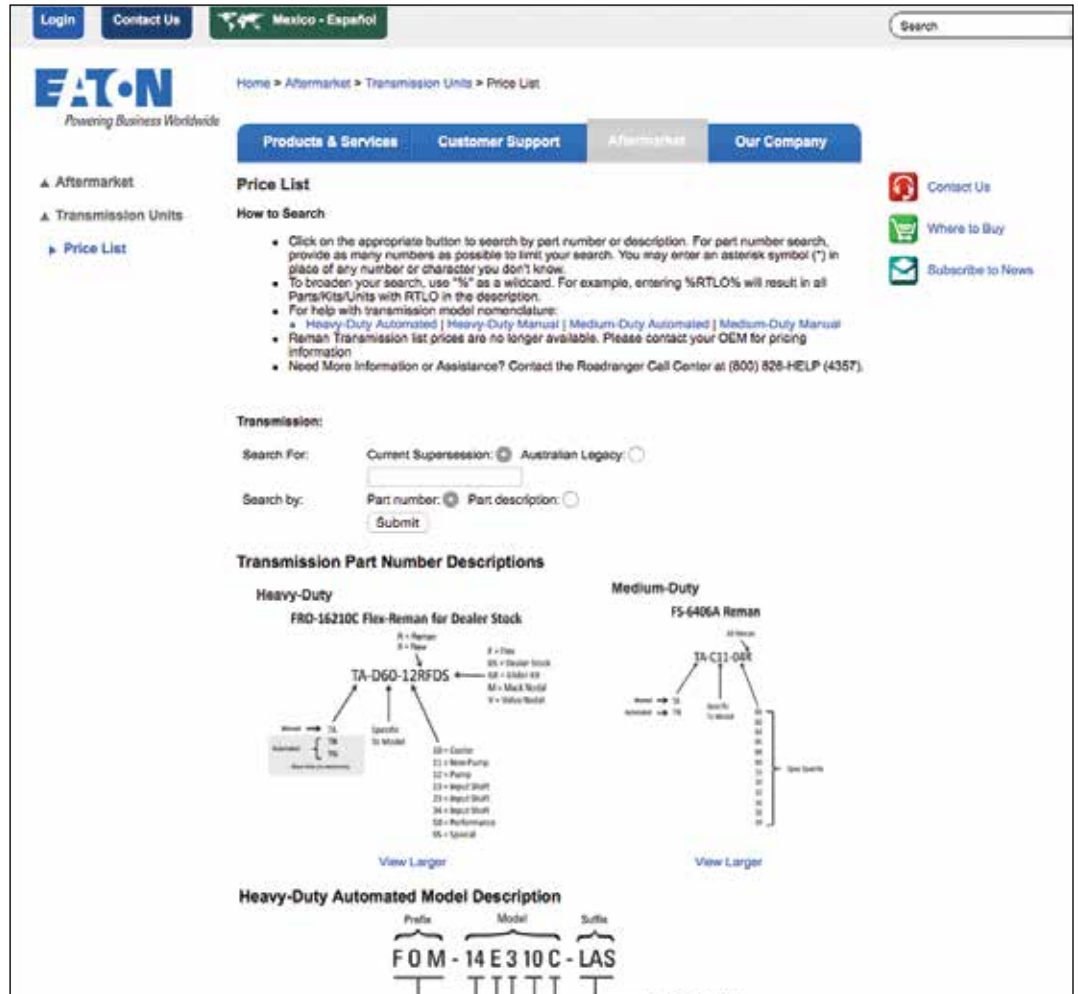 Login
Contact Us
Mexico - Español
Search
EATON
Powering Business Worldwide
Home > Aftermarket > Transmission Units > Price List
Products & Services
Customer Support
Aftermarket
Our Company
Aftermarket
Transmission Units
Price List
Contact Us
Where to Buy
Subscribe to News
Price List
How to Search
• Click on the appropriate button to search by part number or description. For part number search,
provide as many numbers as possible to limit your search. You may enter an asterisk symbol (*) in
place of any number or character you don't know.
• To broaden your search, use "%" as a wildcard. For example, entering %RTLO% will result in all
Parts/Kits/Units with RTLO in the description.
• For help with transmission model nomenclature:
Heavy-Duty Automated | Heavy-Duty Manual | Medium-Duty Automated | Medium-Duty Manual
• Reman Transmission list prices are no longer available. Please contact your OEM for pricing
information
• Need More Information or Assistance? Contact the Roadranger Call Center at (800) 826-HELP (4357).
Transmission:
Search For: Current Supersession: Australian Legacy:
Search by: Part number: Part description:
Submit
Transmission Part Number Descriptions
Heavy-Duty
FRO-16210C Flex-Reman for Dealer Stock
R = Reman
TA-D60-12RFDS
F = Flex
DS = Dealer Stock
Specific
To Model
10 = Cooler
11 = Non-Pump
12 = Pump
23 = Input Shaft
SB = Performance
View Larger
Medium-Duty
FS-6406A Reman
TA-C11-04R
Specific
To Model
View Larger
Heavy-Duty Automated Model Description
Prefix
Model
Suffix
FOM - 14E310C - LAS